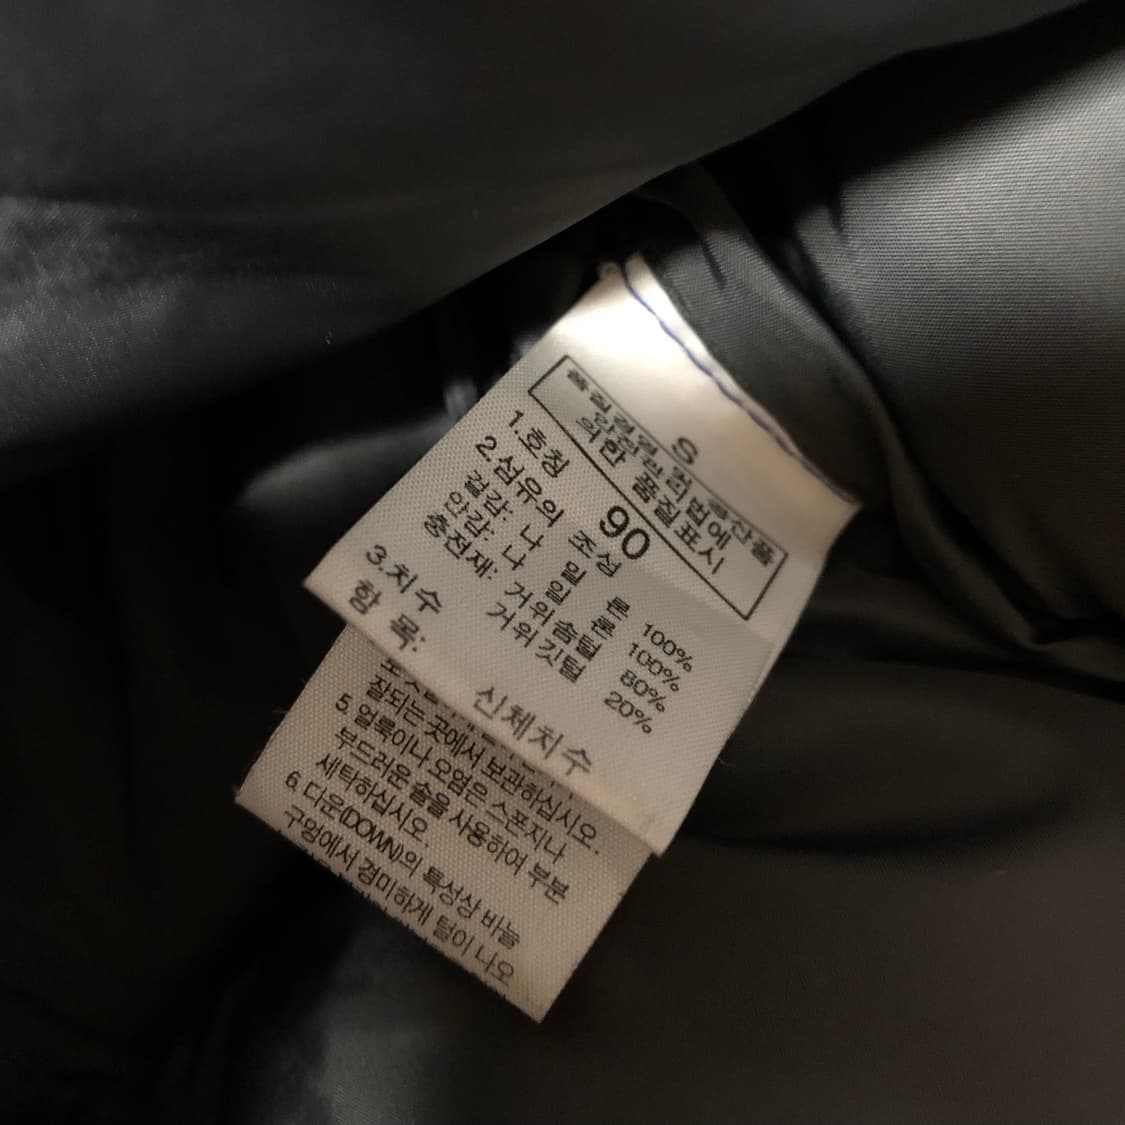 S
품질경영 및 공산품
안전관리법에
의한 품질표시
1.호칭 90
2.섬유의 조성
겉감: 나 일 론 100%
안감: 나 일 론 100%
충전재: 거위솜털 80%
거위깃털 20%
3.치수
항 목: 신체치수
잘되는 곳에서 보관하십시오.
5. 얼룩이나 오염은 스폰지나
부드러운 솔을 사용하여 부분
세탁하십시오.
6. 다운(DOWN)의 특성상 바늘
구멍에서 경미하게 털이 나오